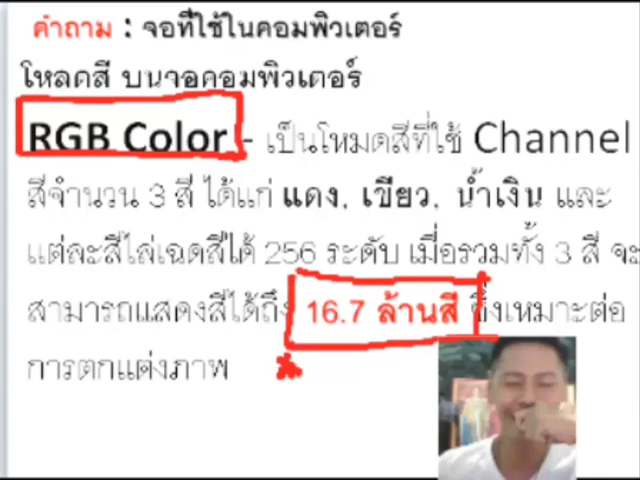 คำถาม : จอที่ใช้ในคอมพิวเตอร์
โหลดสี บนาอคอมพิวเตอร์
RGB Color - เป็นโหมดสีที่ใช้ Channel
สีจำนวน 3 สี ได้แก่ แดง, เขียว, น้ำเงิน และ
แต่ละสีไล่เฉดสีได้ 256 ระดับ เมื่อรวมทั้ง 3 สี จะ
สามารถแสดงสีได้ถึง 16.7 ล้านสี ซึ่งเหมาะต่อ
การตกแต่งภาพ